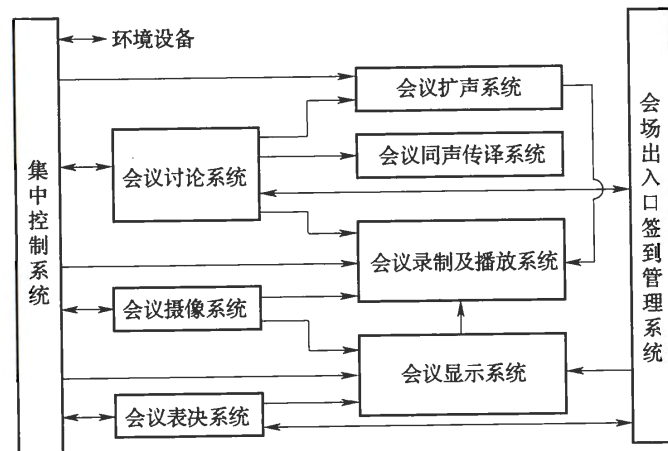 环境设备
会议扩声系统
会议同声传译系统
会议讨论系统
集中控制系统
会场出入口签到管理系统
会议录制及播放系统
会议摄像系统
会议显示系统
会议表决系统